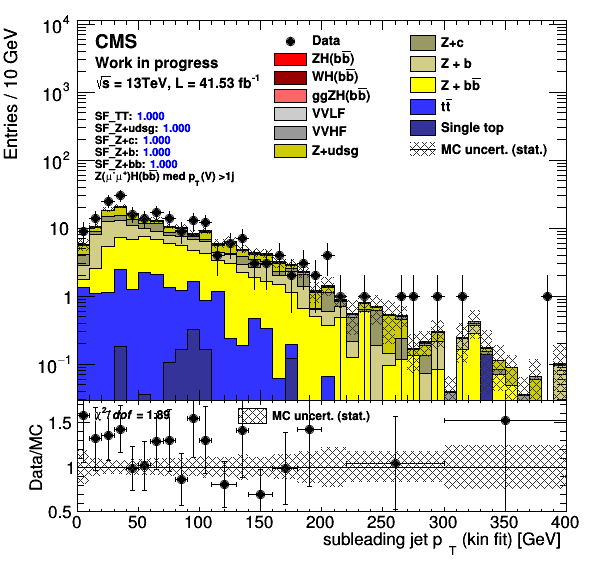 CMS
Work in progress
√s = 13TeV, L = 41.53 fb⁻¹
SF_TT: 1.000
SF_Z+udsg: 1.000
SF_Z+c: 1.000
SF_Z+b: 1.000
SF_Z+bb: 1.000
Z(μ⁻μ⁺)H(bb̅) med p_T(V) >1j
Data
ZH(bb̅)
WH(bb̅)
ggZH(bb̅)
VVLF
VVHF
Z+udsg
Z+c
Z + b
Z + bb̅
tt̅
Single top
MC uncert. (stat.)
Entries / 10 GeV
10⁴
10³
10²
10
1
10⁻¹
χ²/dof = 1.89
MC uncert. (stat.)
Data/MC
1.5
1
0.5
0 50 100 150 200 250 300 350 400
subleading jet p_T (kin fit) [GeV]